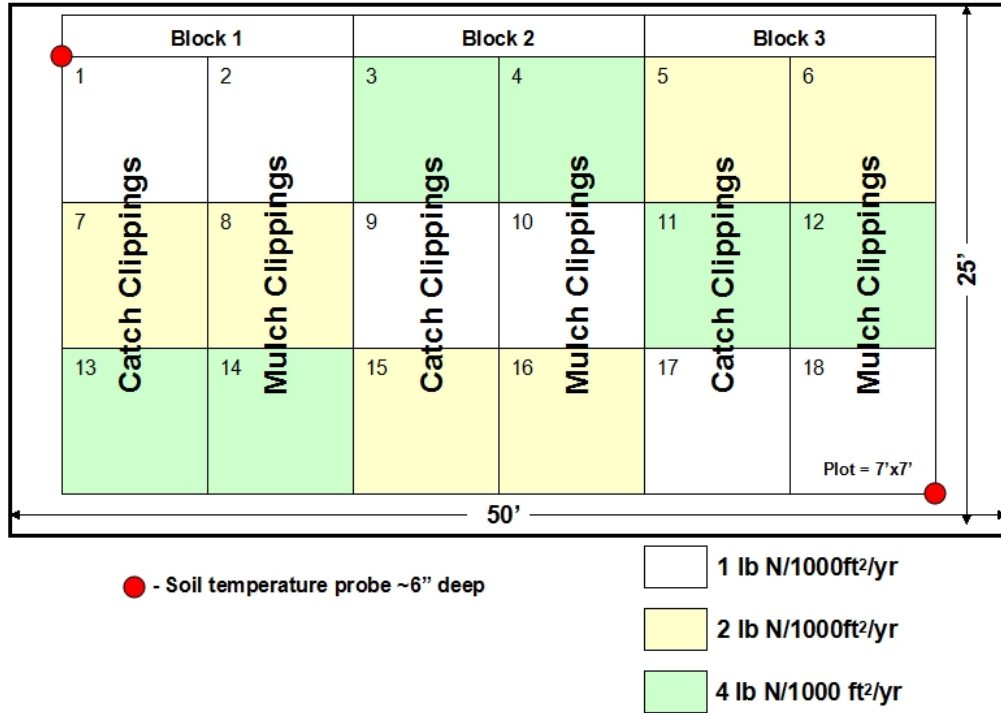 Block 1
Block 2
Block 3
1
2
3
4
5
6
Catch Clippings
Mulch Clippings
Catch Clippings
Mulch Clippings
Catch Clippings
Mulch Clippings
7
8
9
10
11
12
25’
13
14
15
16
17
18
Plot = 7’x7’
50’
- Soil temperature probe ~6” deep
1 lb N/1000ft²/yr
2 lb N/1000ft²/yr
4 lb N/1000 ft²/yr